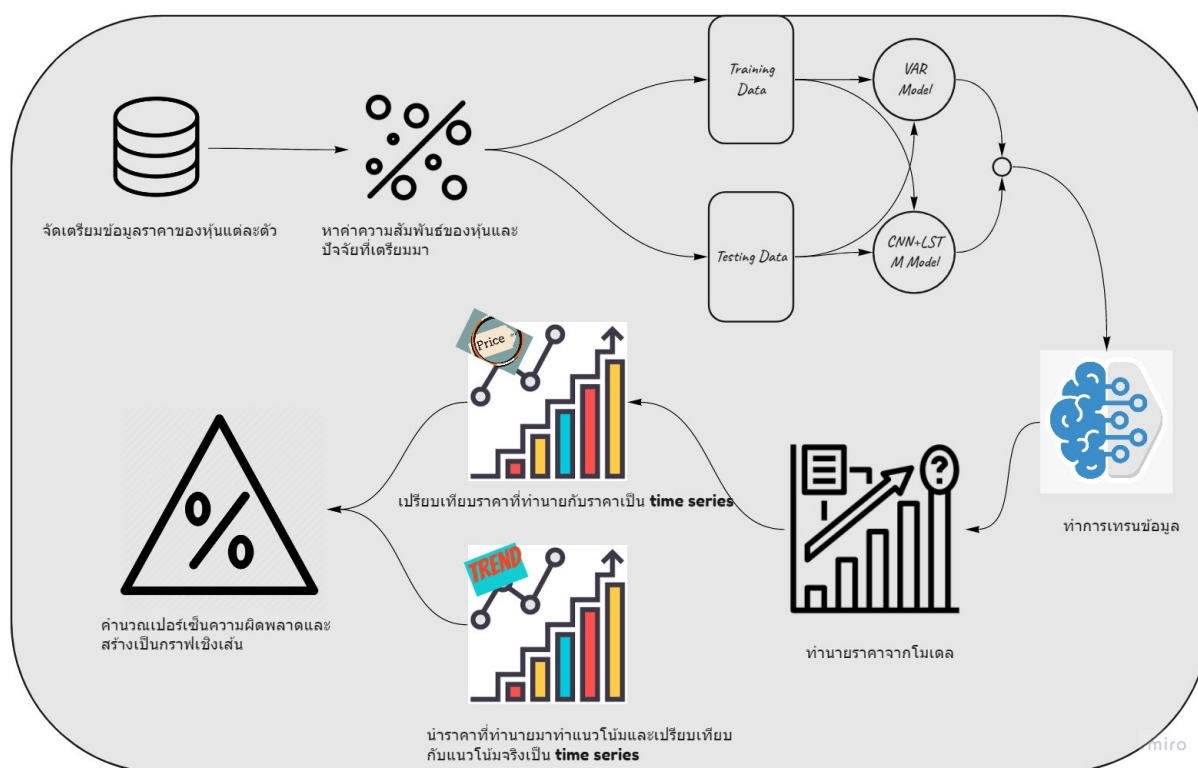 Training
Data
VAR
Model
จัดเตรียมข้อมูลราคาของหุ้นแต่ละตัว
หาค่าความสัมพันธ์ของหุ้นและ
ปัจจัยที่เตรียมมา
Testing Data
CNN+LST
M Model
Price
เปรียบเทียบราคาที่ทำนายกับราคาเป็น time series
ทำการเทรนข้อมูล
TREND
คำนวณเปอร์เซ็นความผิดพลาดและ
สร้างเป็นกราฟเชิงเส้น
ทำนายราคาจากโมเดล
นำราคาที่ทำนายมาทำแนวโน้มและเปรียบเทียบ
กับแนวโน้มจริงเป็น time series
miro